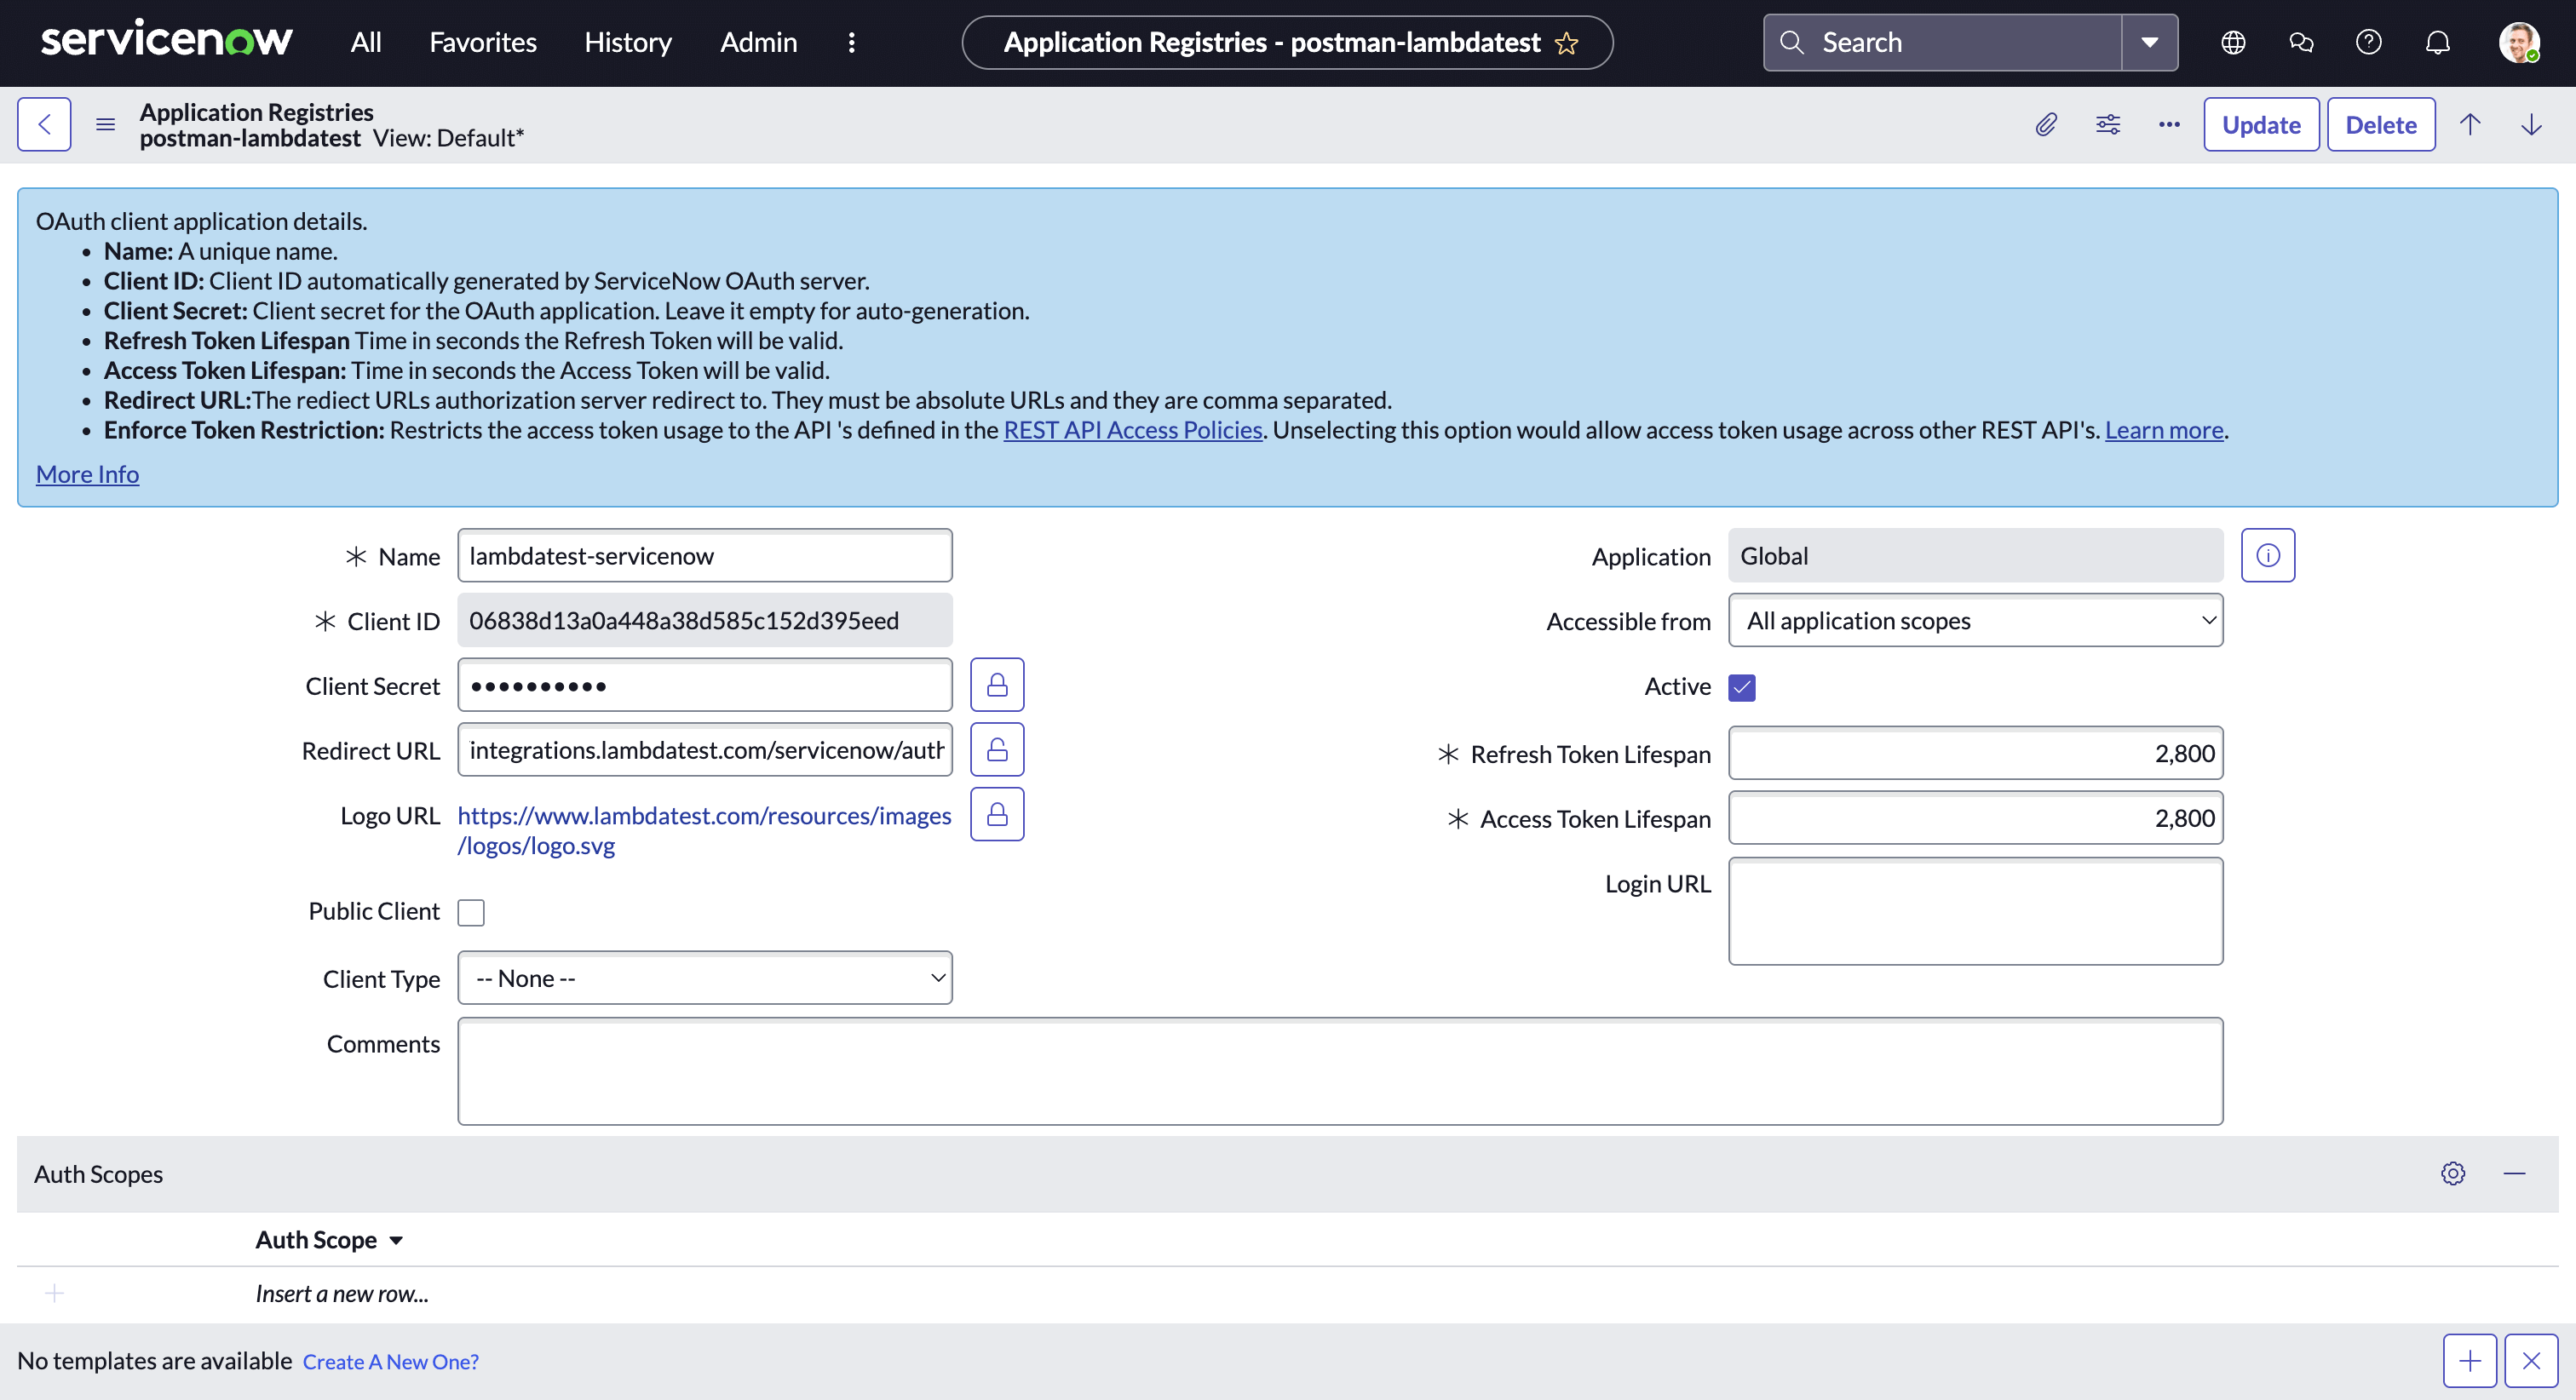 servicenow All Favorites History Admin Application Registries - postman-lambdatest Search
Application Registries
postman-lambdatest View: Default*
Update Delete
OAuth client application details.
Name: A unique name.
Client ID: Client ID automatically generated by ServiceNow OAuth server.
Client Secret: Client secret for the OAuth application. Leave it empty for auto-generation.
Refresh Token Lifespan Time in seconds the Refresh Token will be valid.
Access Token Lifespan: Time in seconds the Access Token will be valid.
Redirect URL:The rediect URLs authorization server redirect to. They must be absolute URLs and they are comma separated.
Enforce Token Restriction: Restricts the access token usage to the API 's defined in the REST API Access Policies. Unselecting this option would allow access token usage across other REST API's. Learn more.
More Info
Name lambdatest-servicenow
Client ID 06838d13a0a448a38d585c152d395eed
Client Secret
Redirect URL integrations.lambdatest.com/servicenow/auth
Logo URL https://www.lambdatest.com/resources/images
/logos/logo.svg
Public Client
Client Type -- None --
Application Global
Accessible from All application scopes
Active
Refresh Token Lifespan 2,800
Access Token Lifespan 2,800
Login URL
Comments
Auth Scopes
Auth Scope
Insert a new row...
No templates are available Create A New One?